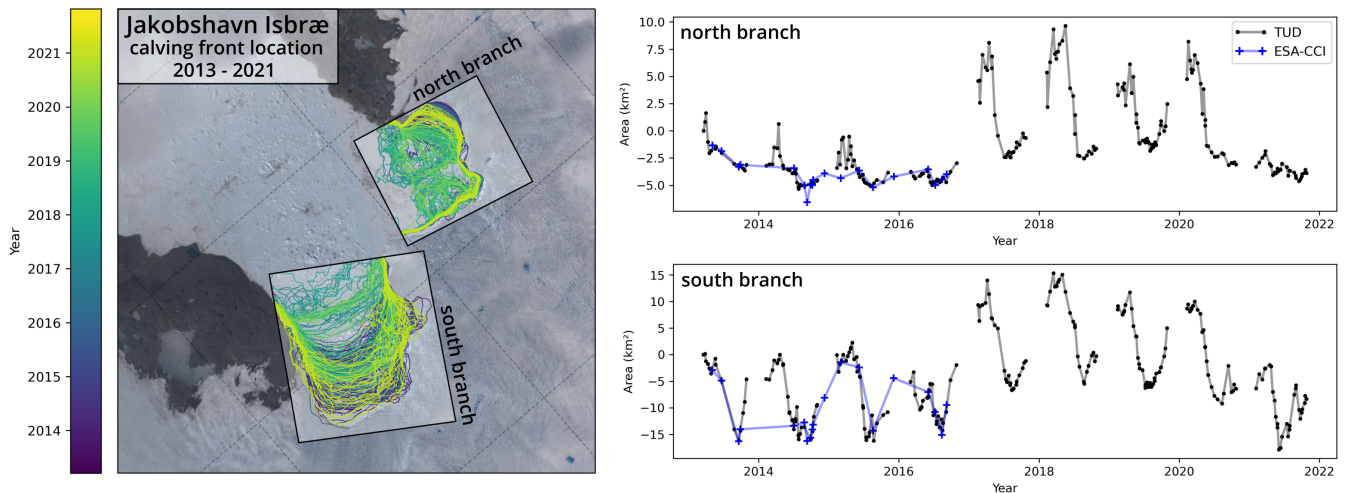 Jakobshavn Isbræ
calving front location
2013 - 2021
north branch
south branch
2021
2020
2019
2018
2017
2016
2015
2014
Year
north branch
TUD
ESA-CCI
10.0
7.5
5.0
2.5
0.0
−2.5
−5.0
Area (km²)
2014 2016 2018 2020 2022
Year
south branch
15
10
5
0
−5
−10
−15
Area (km²)
2014 2016 2018 2020 2022
Year